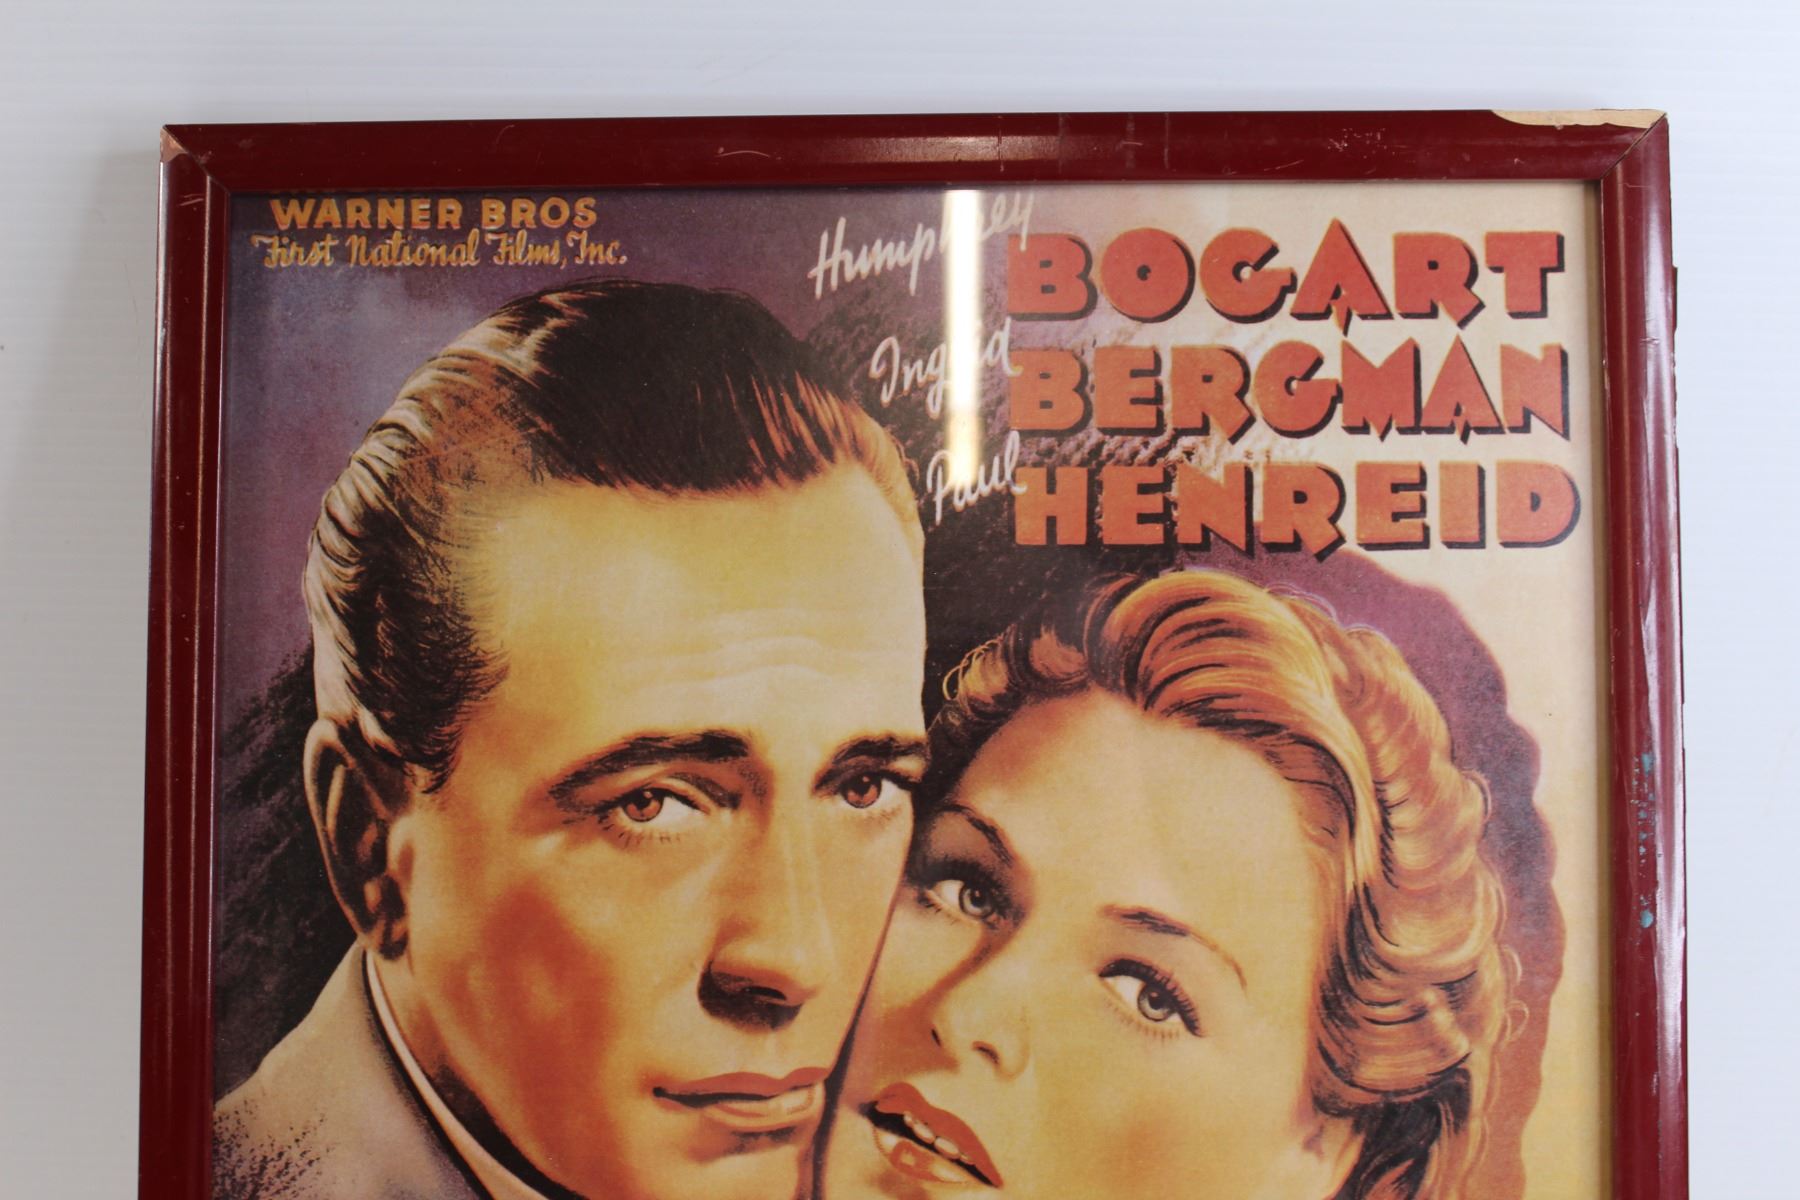 WARNER BROS
First National Films, Inc.
Humphrey BOGART
Ingrid BERGMAN
Paul HENREID